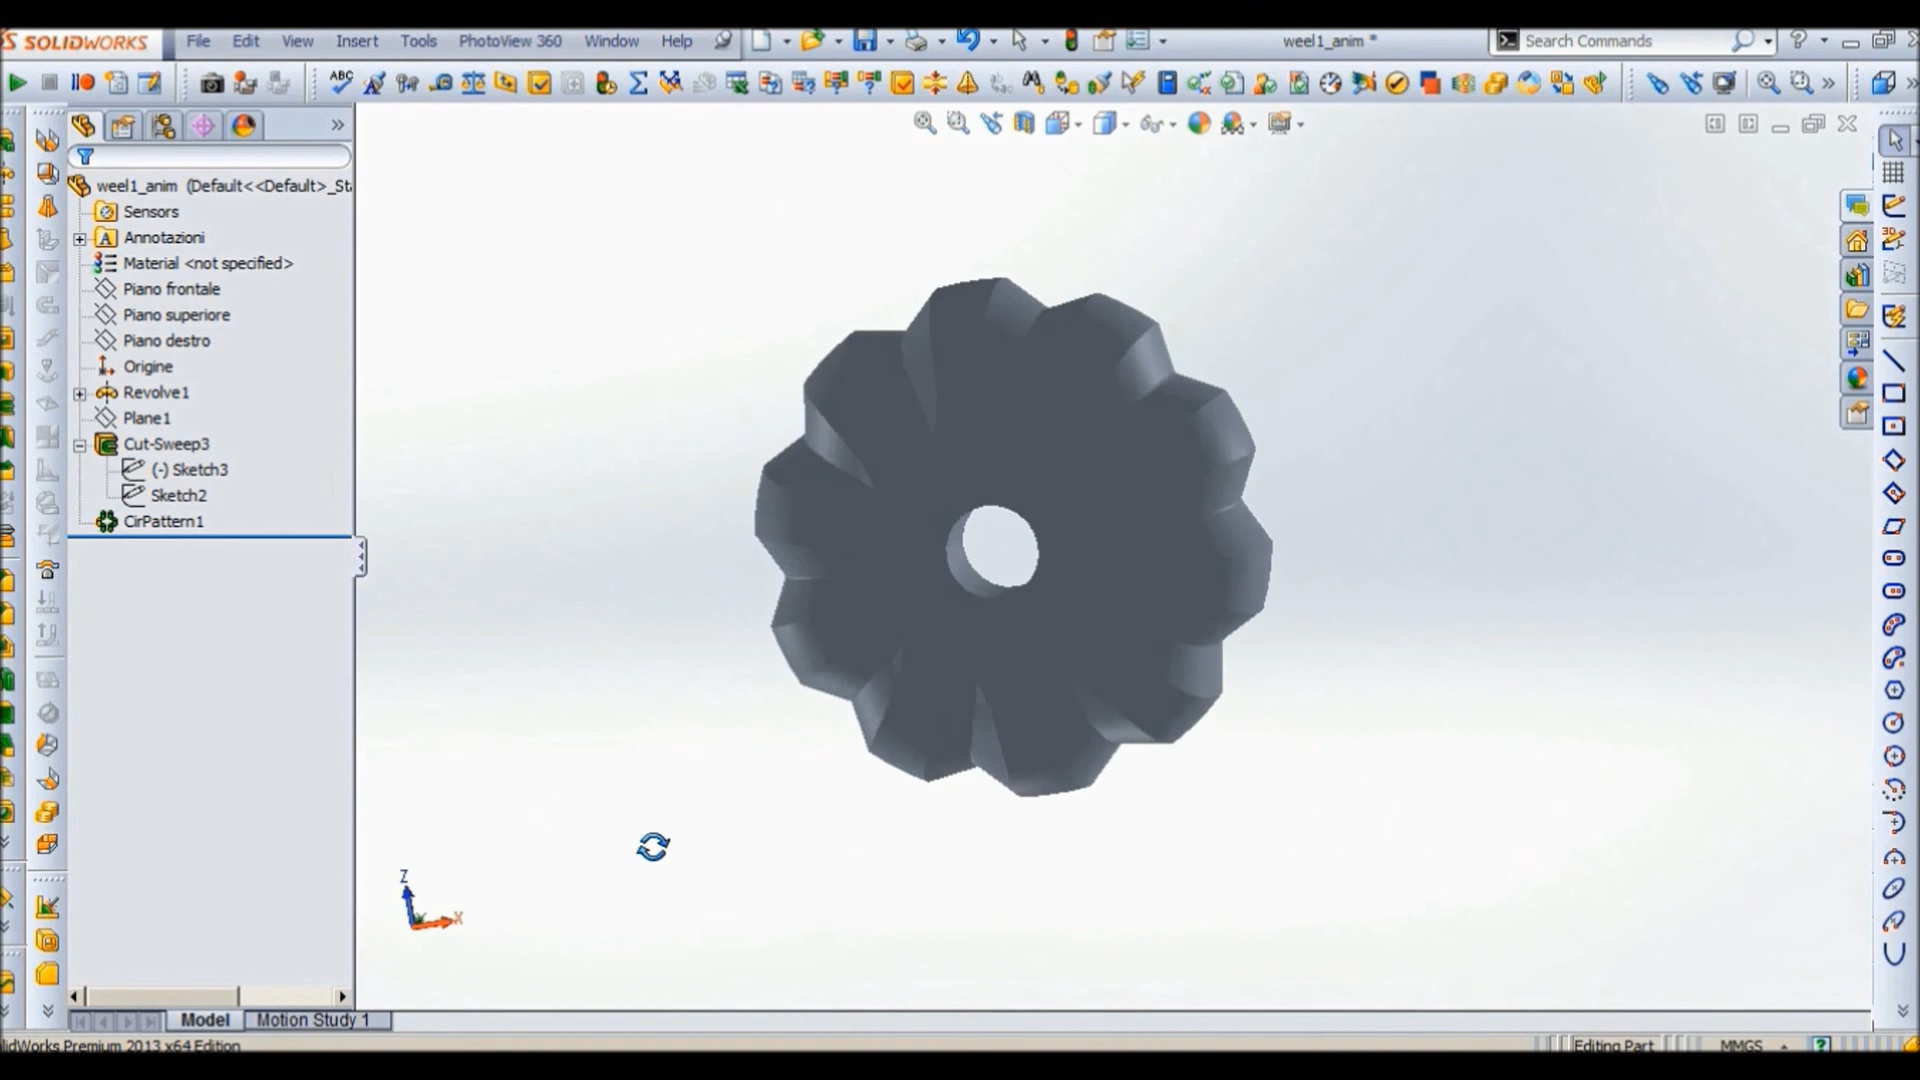 SOLIDWORKS File Edit View Insert Tools PhotoView 360 Window Help weel1_anim * Search Commands
ABC
weel1_anim (Default<<Default>_St
Sensors
Annotazioni
Material <not specified>
Piano frontale
Piano superiore
Piano destro
Origine
Revolve1
Plane1
Cut-Sweep3
(-) Sketch3
Sketch2
CirPattern1
3D
Z
X
Model Motion Study 1
lidWorks Premium 2013 x64 Edition Editing Part MMGS